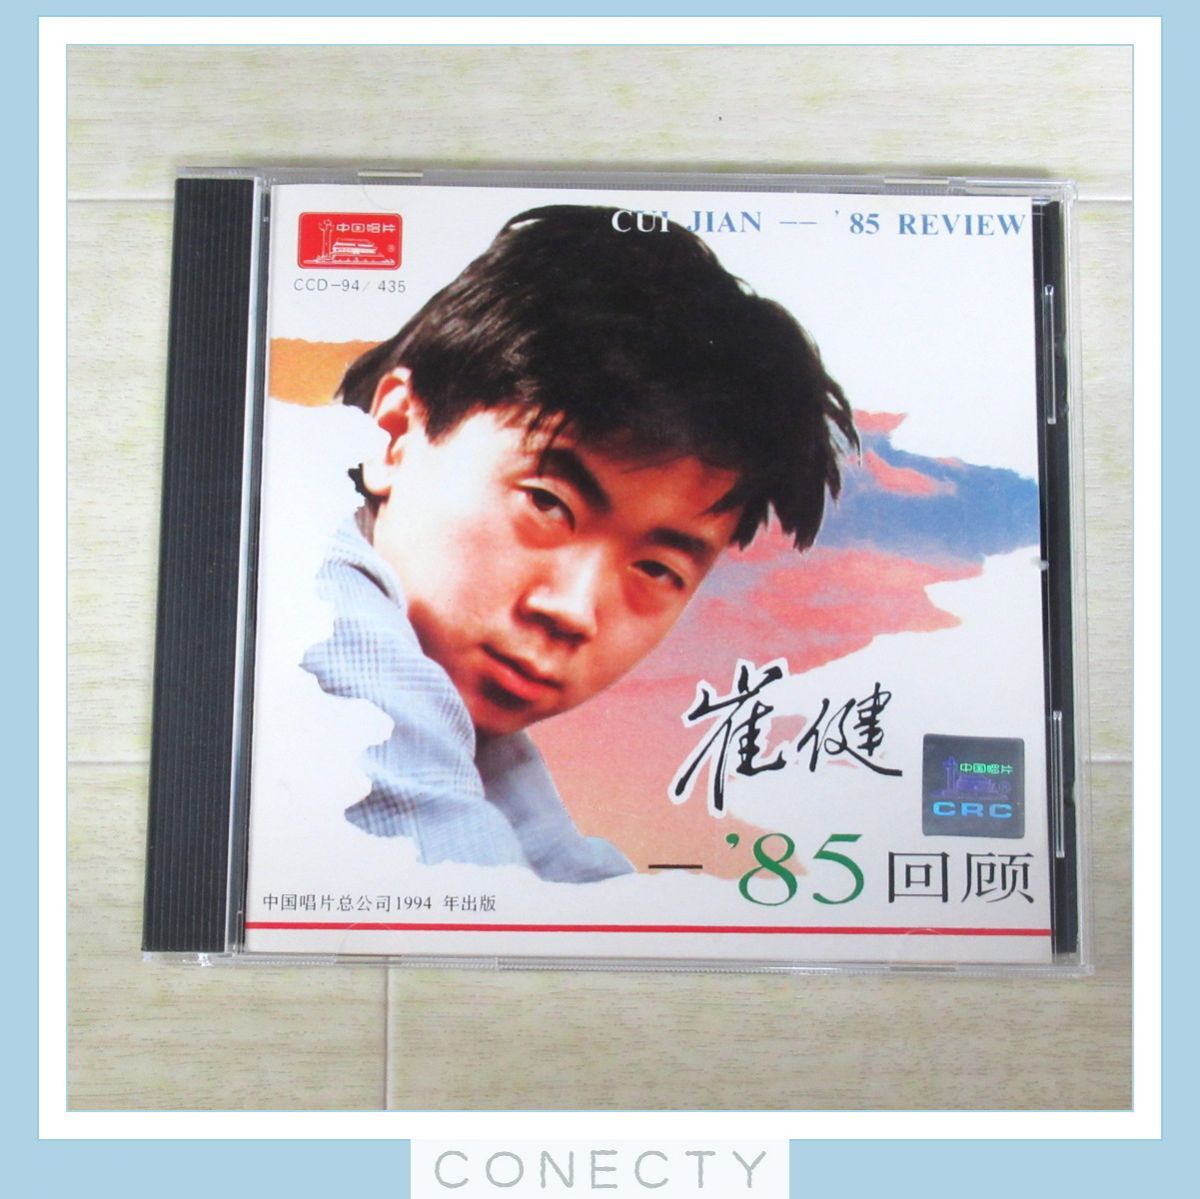 CUI JIAN —— '85 REVIEW
中国唱片
®
CCD-94/ 435
崔健
中国唱片
®
CRC
— '85 回顾
中国唱片总公司1994 年出版
CONECTY